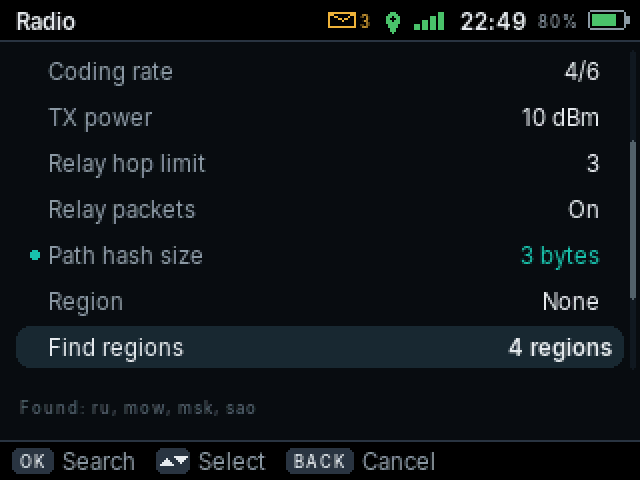 Radio 3 22:49 80%
Coding rate 4/6
TX power 10 dBm
Relay hop limit 3
Relay packets On
Path hash size 3 bytes
Region None
Find regions 4 regions
Found: ru, mow, msk, sao
OK Search Select BACK Cancel